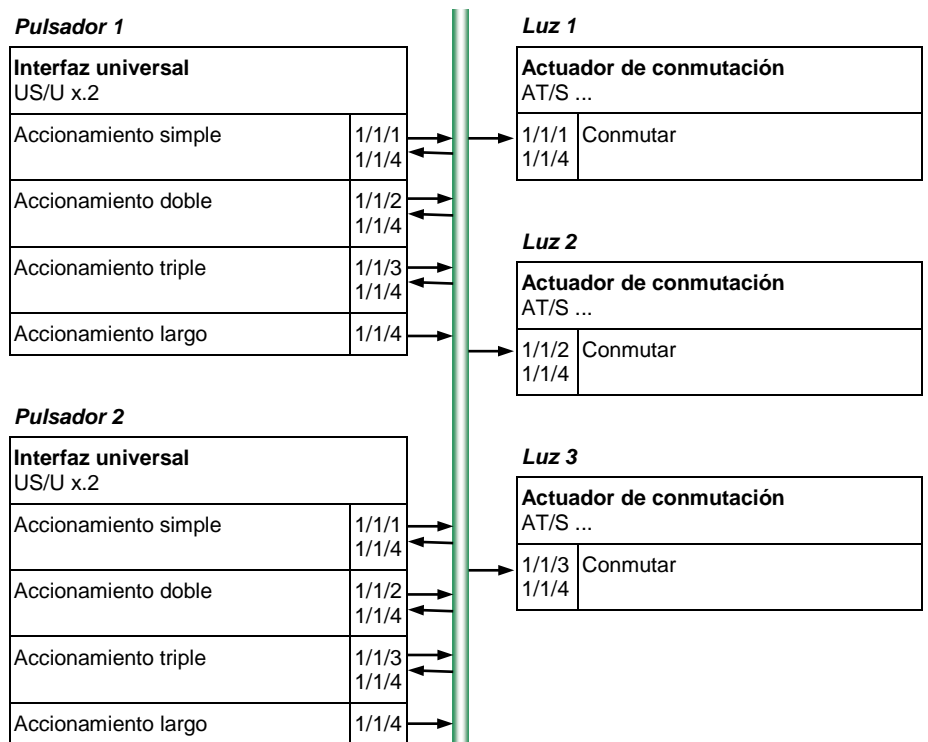 Pulsador 1
Interfaz universal
US/U x.2
Accionamiento simple 1/1/1
1/1/4
Accionamiento doble 1/1/2
1/1/4
Accionamiento triple 1/1/3
1/1/4
Accionamiento largo 1/1/4
Pulsador 2
Interfaz universal
US/U x.2
Accionamiento simple 1/1/1
1/1/4
Accionamiento doble 1/1/2
1/1/4
Accionamiento triple 1/1/3
1/1/4
Accionamiento largo 1/1/4
Luz 1
Actuador de conmutación
AT/S ...
1/1/1 Conmutar
1/1/4
Luz 2
Actuador de conmutación
AT/S ...
1/1/2 Conmutar
1/1/4
Luz 3
Actuador de conmutación
AT/S ...
1/1/3 Conmutar
1/1/4